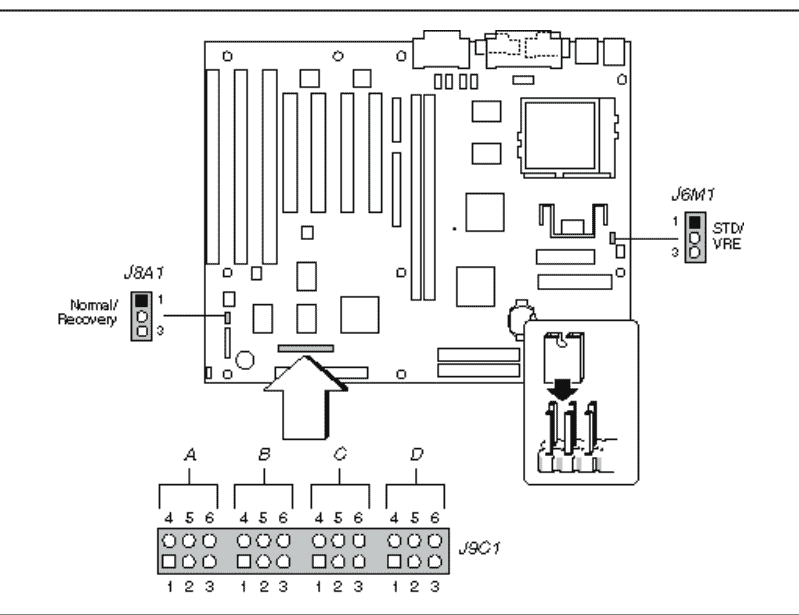 J6M1
1
STD/
VRE
3
J8A1
Normal/
Recovery
1
3
A B C D
4 5 6 4 5 6 4 5 6 4 5 6
J9C1
1 2 3 1 2 3 1 2 3 1 2 3